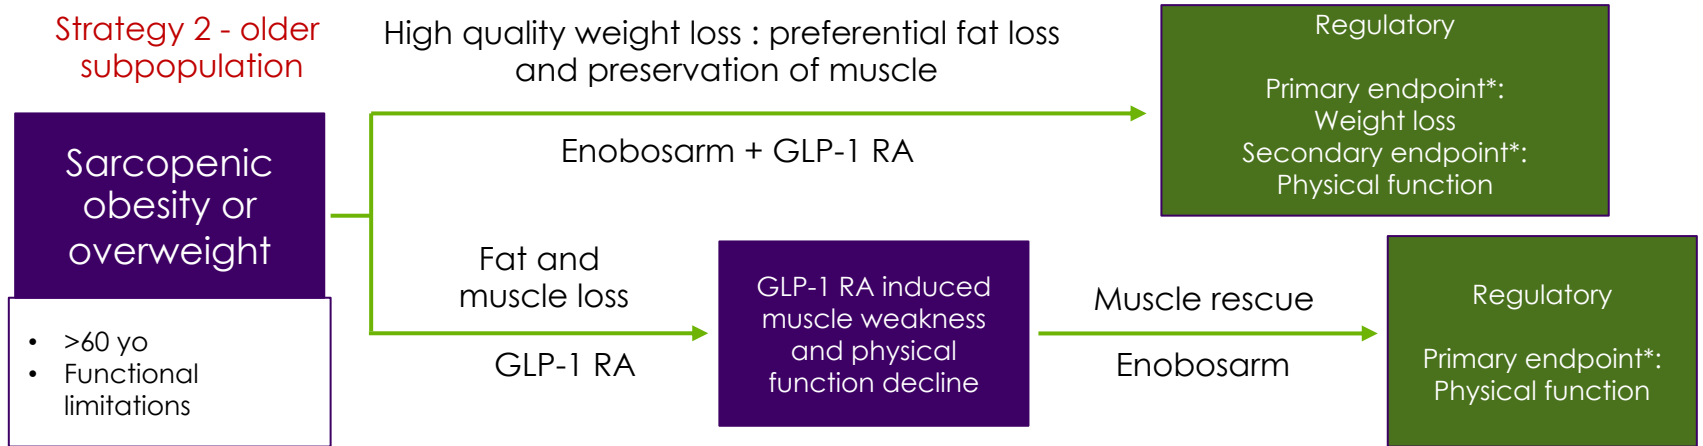 Strategy 2 - older
subpopulation
Sarcopenic
obesity or
overweight
• >60 yo
• Functional
limitations
High quality weight loss : preferential fat loss
and preservation of muscle
Enobosarm + GLP-1 RA
Regulatory
Primary endpoint*:
Weight loss
Secondary endpoint*:
Physical function
Fat and
muscle loss
GLP-1 RA
GLP-1 RA induced
muscle weakness
and physical
function decline
Muscle rescue
Enobosarm
Regulatory
Primary endpoint*:
Physical function